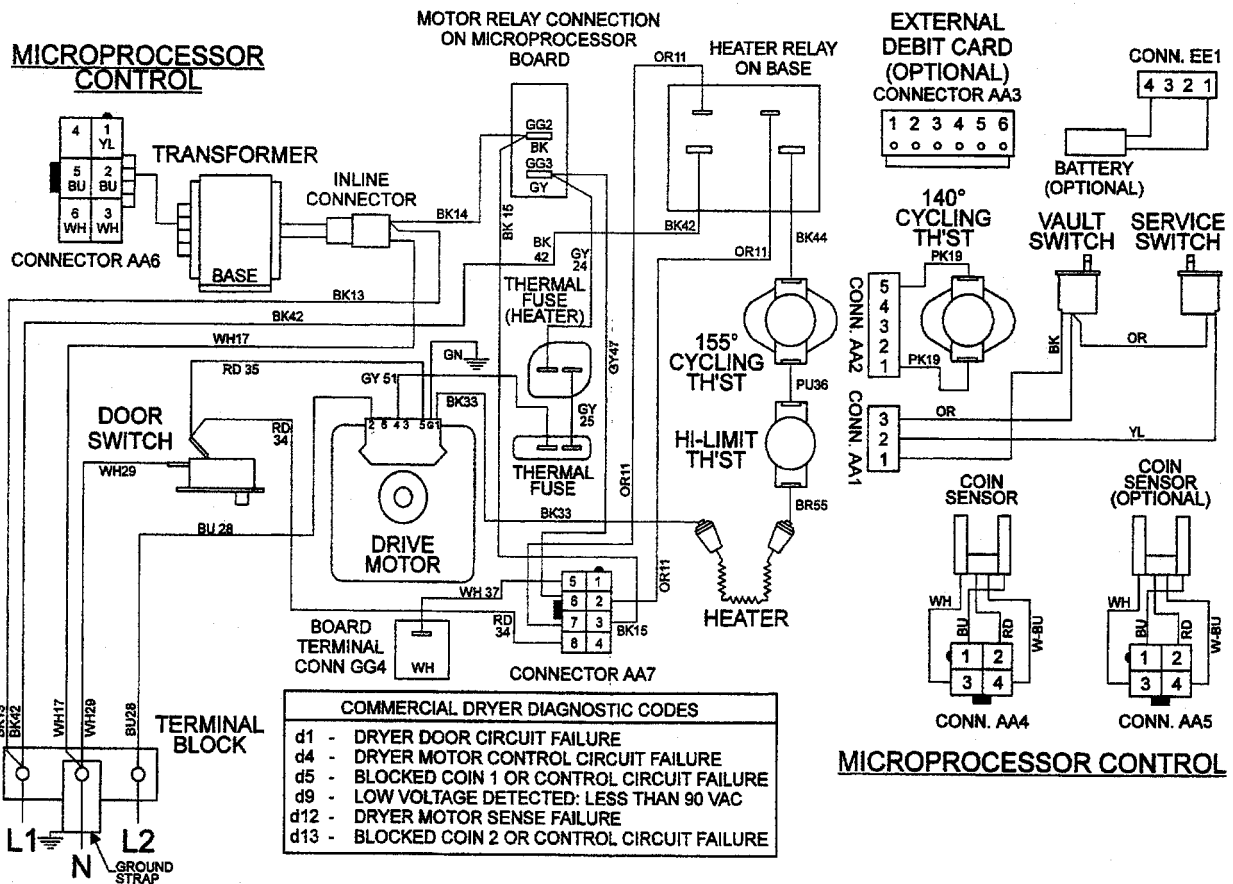 MICROPROCESSOR
CONTROL
4 1
YL
5 2
BU BU
6 3
WH WH
CONNECTOR AA6
TRANSFORMER
BASE
INLINE
CONNECTOR
BK14
BK13
BK42
WH17
MOTOR RELAY CONNECTION
ON MICROPROCESSOR
BOARD
GG2
BK
GG3
GY
BK 15
BK
42
GY
24
OR11
HEATER RELAY
ON BASE
BK42
OR11
BK44
EXTERNAL
DEBIT CARD
(OPTIONAL)
CONNECTOR AA3
1 2 3 4 5 6
CONN. EE1
4 3 2 1
BATTERY
(OPTIONAL)
140°
CYCLING
TH'ST
PK19
PK19
CONN. AA2
5
4
3
2
1
VAULT
SWITCH
SERVICE
SWITCH
BK
OR
OR
YL
CONN. AA1
3
2
1
THERMAL
FUSE
(HEATER)
GY47
GY
25
THERMAL
FUSE
155°
CYCLING
TH'ST
PU36
HI-LIMIT
TH'ST
BR55
HEATER
RD 35
GN
GY 51
BK33
DOOR
SWITCH
RD
34
WH29
2 6 4 3 5 G1
DRIVE
MOTOR
BU 28
BK33
OR11
OR11
WH 37
BOARD
TERMINAL
CONN GG4
WH
RD
34
5 1
6 2
7 3
8 4
BK15
CONNECTOR AA7
COIN
SENSOR
WH
BU
RD
W-BU
1 2
3 4
CONN. AA4
COIN
SENSOR
(OPTIONAL)
WH
BU
RD
W-BU
1 2
3 4
CONN. AA5
MICROPROCESSOR CONTROL
BK13
BK42
WH17
WH29
BU28
TERMINAL
BLOCK
L1
N
L2
GROUND
STRAP
COMMERCIAL DRYER DIAGNOSTIC CODES
d1 - DRYER DOOR CIRCUIT FAILURE
d4 - DRYER MOTOR CONTROL CIRCUIT FAILURE
d5 - BLOCKED COIN 1 OR CONTROL CIRCUIT FAILURE
d9 - LOW VOLTAGE DETECTED: LESS THAN 90 VAC
d12 - DRYER MOTOR SENSE FAILURE
d13 - BLOCKED COIN 2 OR CONTROL CIRCUIT FAILURE